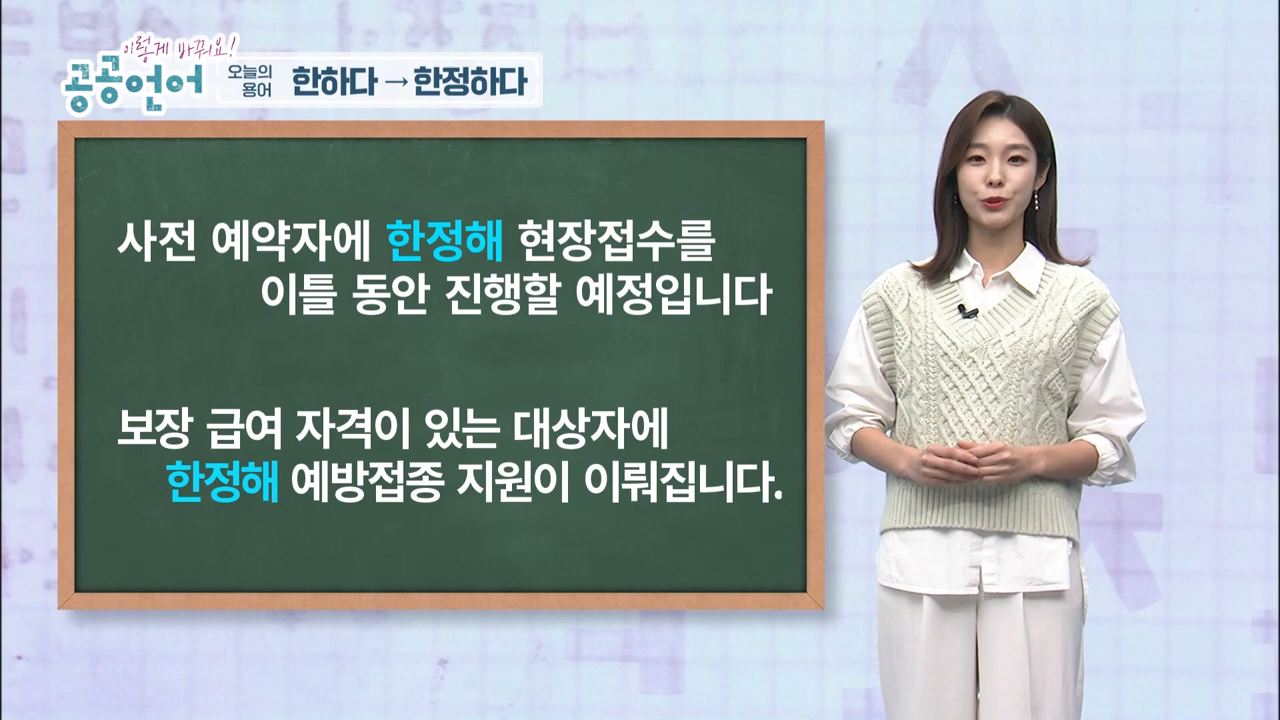 이렇게 바꿔요!
공공언어
오늘의
용어
한하다 → 한정하다
사전 예약자에 한정해 현장접수를
이틀 동안 진행할 예정입니다
보장 급여 자격이 있는 대상자에
한정해 예방접종 지원이 이뤄집니다.